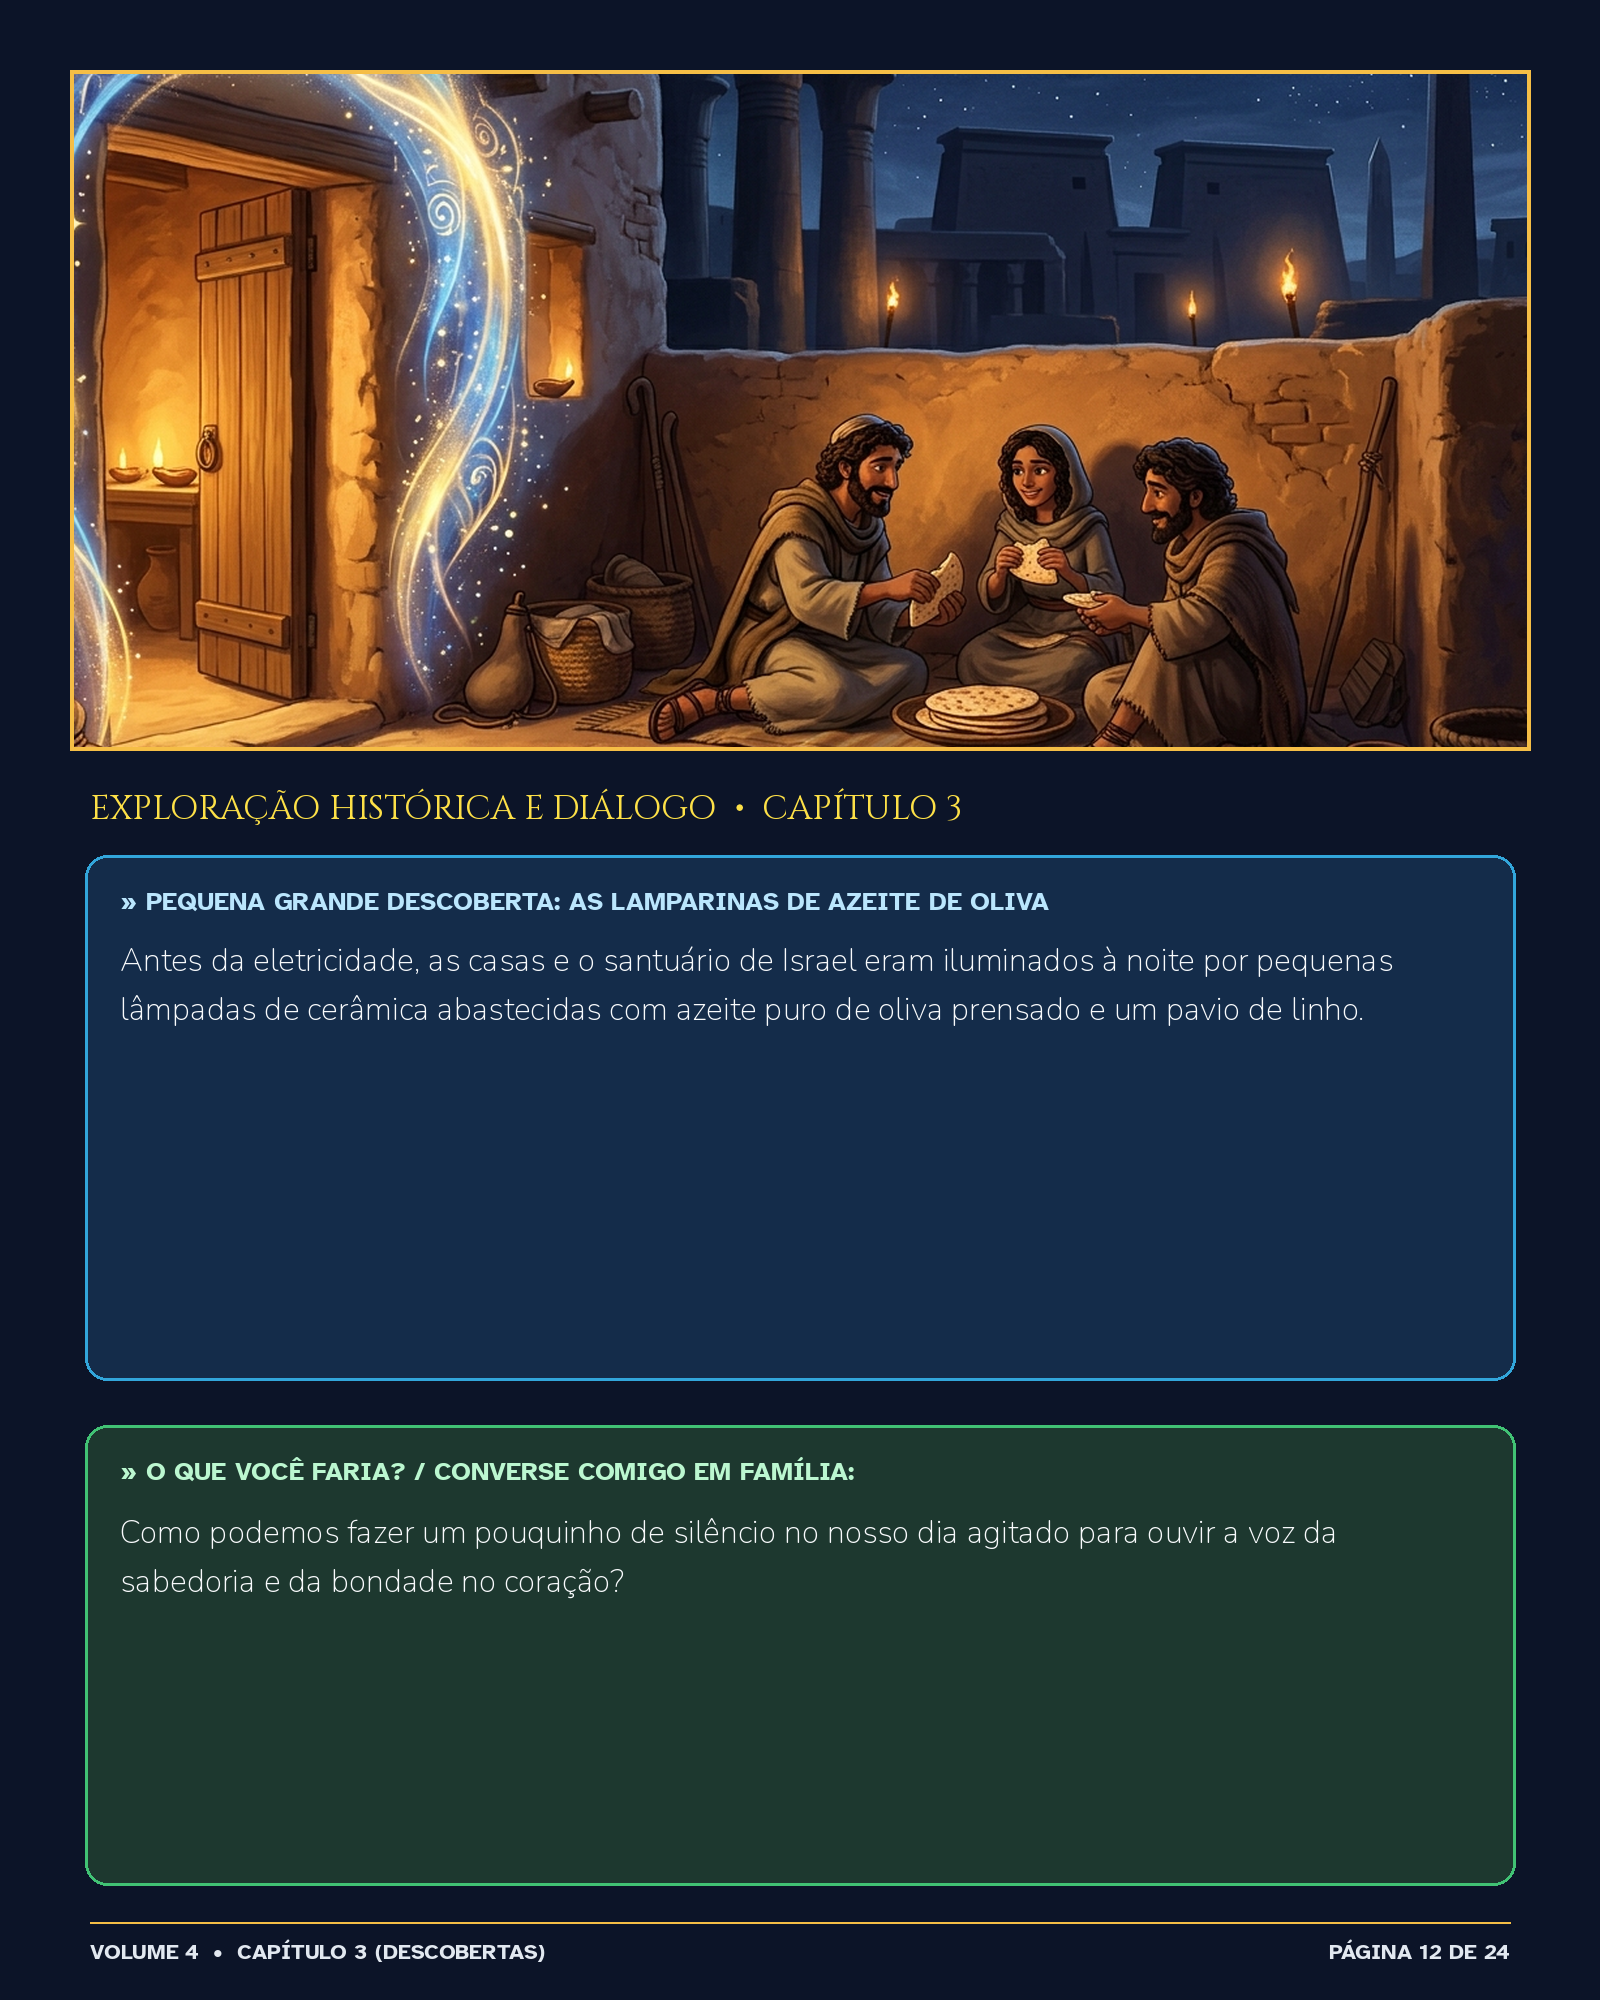 EXPLORAÇÃO HISTÓRICA E DIÁLOGO • CAPÍTULO 3
» PEQUENA GRANDE DESCOBERTA: AS LAMPARINAS DE AZEITE DE OLIVA
Antes da eletricidade, as casas e o santuário de Israel eram iluminados à noite por pequenas
lâmpadas de cerâmica abastecidas com azeite puro de oliva prensado e um pavio de linho.
» O QUE VOCÊ FARIA? / CONVERSE COMIGO EM FAMÍLIA:
Como podemos fazer um pouquinho de silêncio no nosso dia agitado para ouvir a voz da
sabedoria e da bondade no coração?
VOLUME 4 • CAPÍTULO 3 (DESCOBERTAS)
PÁGINA 12 DE 24